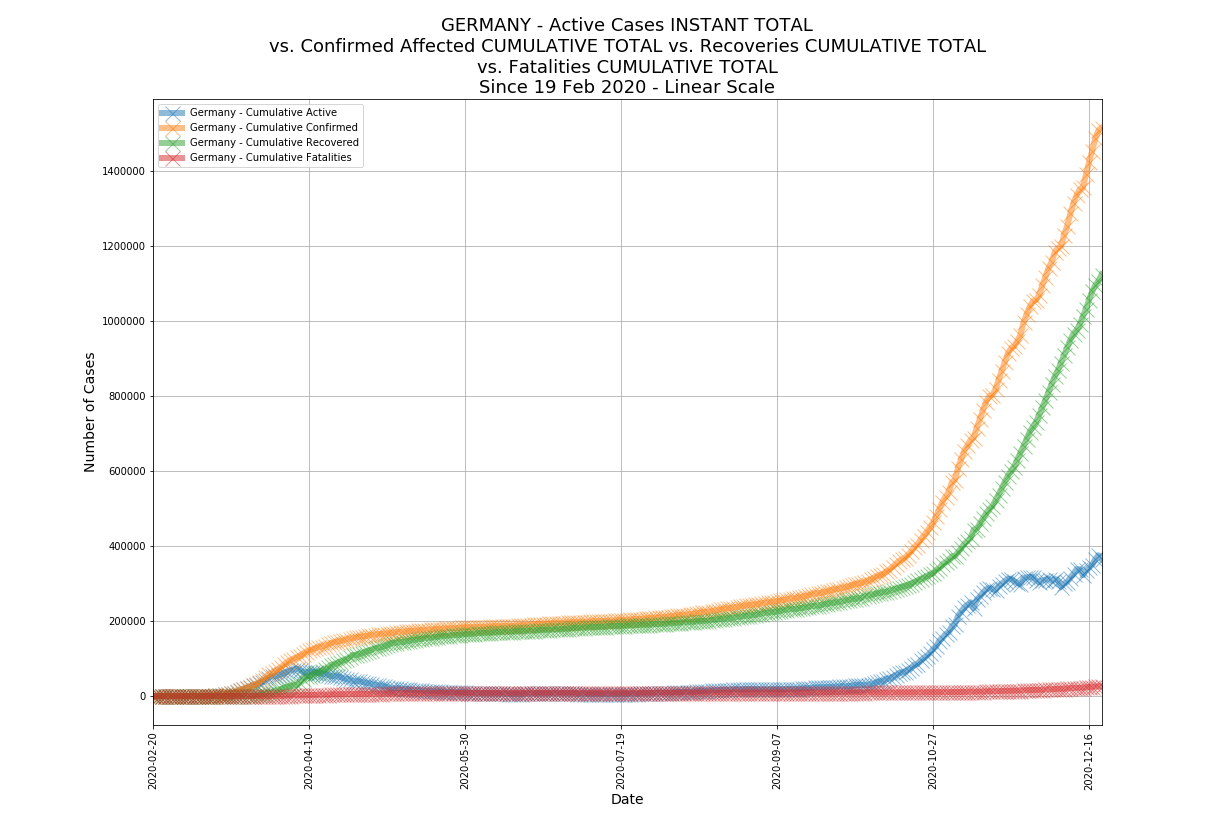 GERMANY - Active Cases INSTANT TOTAL
vs. Confirmed Affected CUMULATIVE TOTAL vs. Recoveries CUMULATIVE TOTAL
vs. Fatalities CUMULATIVE TOTAL
Since 19 Feb 2020 - Linear Scale
Germany - Cumulative Active
Germany - Cumulative Confirmed
Germany - Cumulative Recovered
Germany - Cumulative Fatalities
Number of Cases
1400000
1200000
1000000
800000
600000
400000
200000
0
2020-02-20
2020-04-10
2020-05-30
2020-07-19
2020-09-07
2020-10-27
2020-12-16
Date